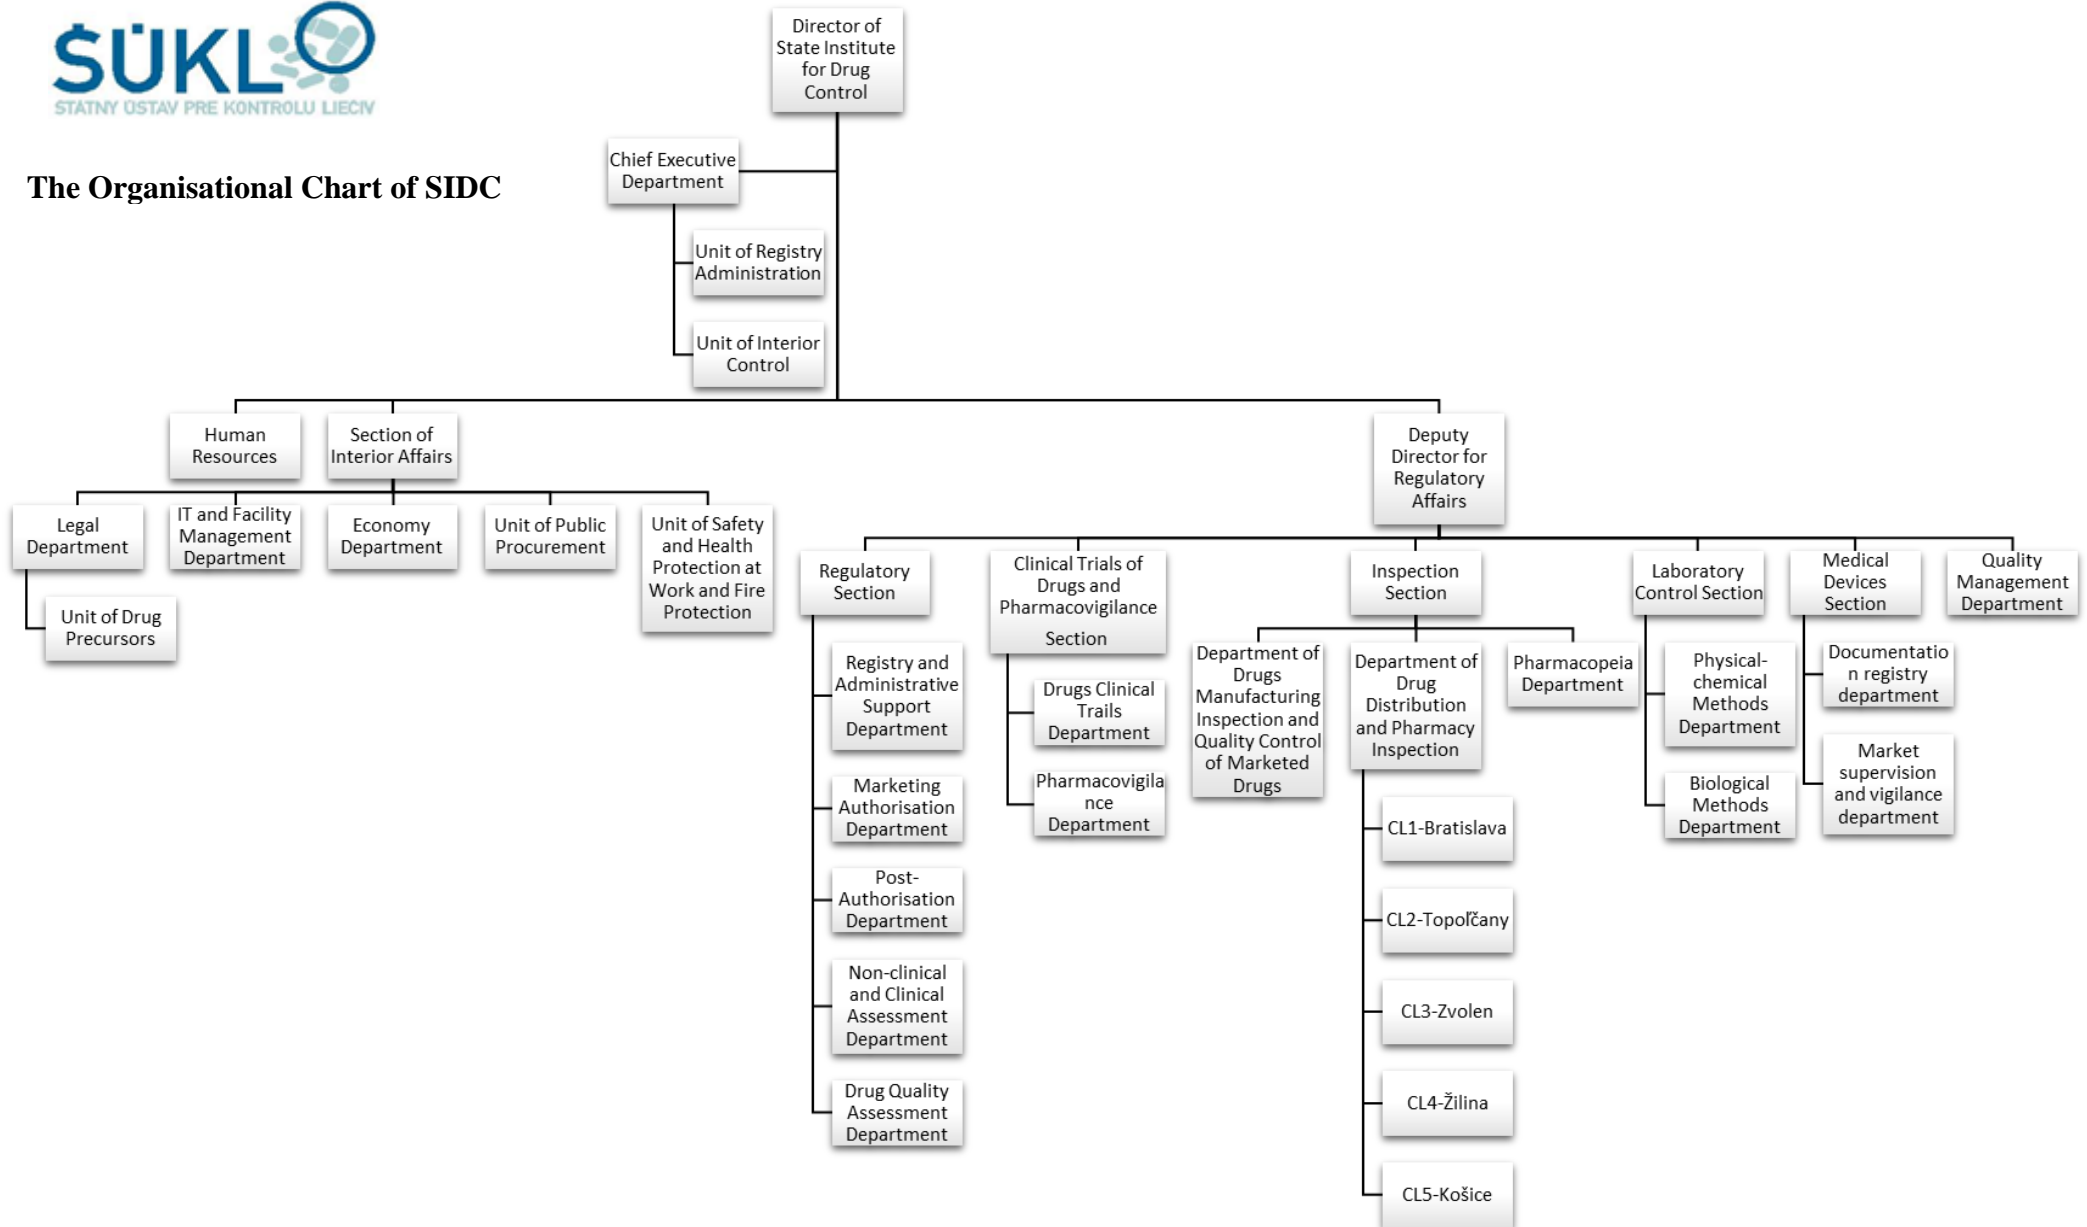 ŠÚKL
ŠTÁTNY ÚSTAV PRE KONTROLU LIEČIV
The Organisational Chart of SIDC
Director of
State Institute
for Drug
Control
Chief Executive
Department
Unit of Registry
Administration
Unit of Interior
Control
Human
Resources
Section of
Interior Affairs
Deputy
Director for
Regulatory
Affairs
Legal
Department
IT and Facility
Management
Department
Economy
Department
Unit of Public
Procurement
Unit of Safety
and Health
Protection at
Work and Fire
Protection
Unit of Drug
Precursors
Regulatory
Section
Clinical Trials of
Drugs and
Pharmacovigilance
Section
Inspection
Section
Laboratory
Control Section
Medical
Devices
Section
Quality
Management
Department
Registry and
Administrative
Support
Department
Marketing
Authorisation
Department
Post-
Authorisation
Department
Non-clinical
and Clinical
Assessment
Department
Drug Quality
Assessment
Department
Drugs Clinical
Trails
Department
Pharmacovigila
nce
Department
Department of
Drugs
Manufacturing
Inspection and
Quality Control
of Marketed
Drugs
Department of
Drug
Distribution
and Pharmacy
Inspection
Pharmacopeia
Department
CL1-Bratislava
CL2-Topoľčany
CL3-Zvolen
CL4-Žilina
CL5-Košice
Physical-
chemical
Methods
Department
Biological
Methods
Department
Documentatio
n registry
department
Market
supervision
and vigilance
department